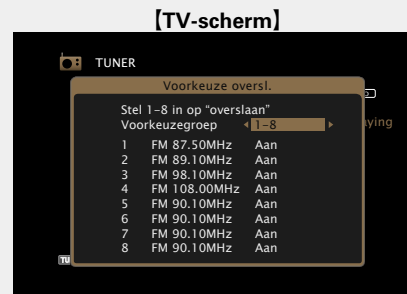 【TV-scherm】
TUNER
Voorkeuze oversl.
Stel 1–8 in op “overslaan”
Voorkeuzegroep 1–8
1 FM 87.50MHz Aan
2 FM 89.10MHz Aan
3 FM 98.10MHz Aan
4 FM 108.00MHz Aan
5 FM 90.10MHz Aan
6 FM 90.10MHz Aan
7 FM 90.10MHz Aan
8 FM 90.10MHz Aan